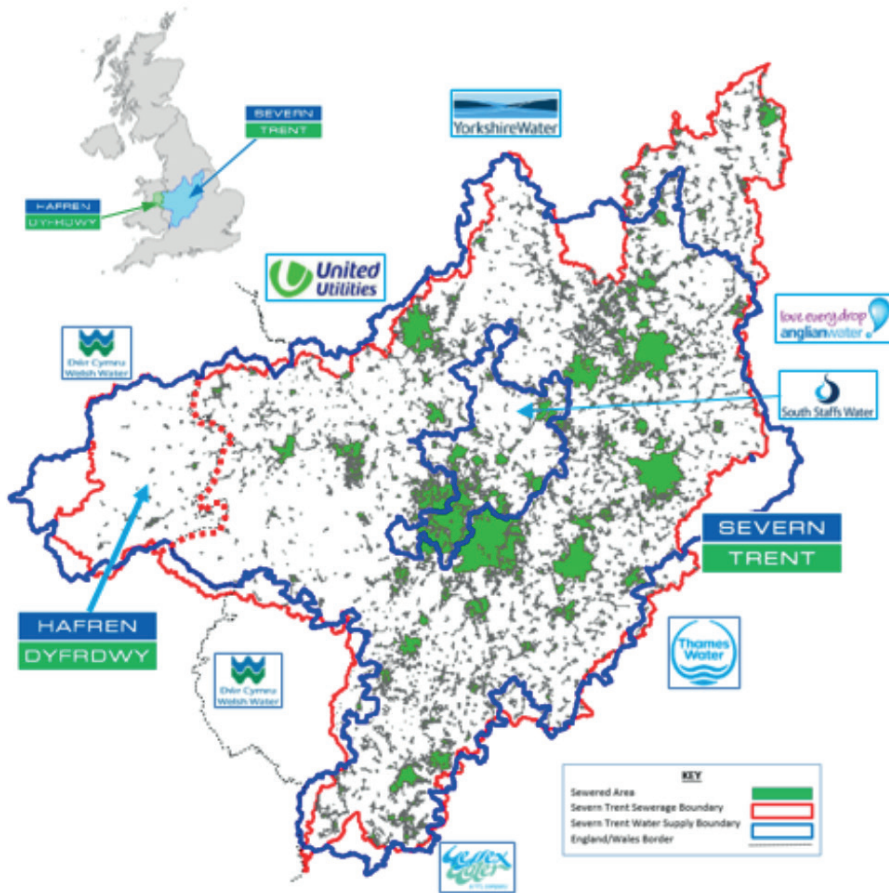 YorkshireWater
SEVERN
TRENT
HAFREN
DYFRDWY
United
Utilities
love every drop
anglianwater
Dŵr Cymru
Welsh Water
South Staffs Water
SEVERN
TRENT
HAFREN
DYFRDWY
Dŵr Cymru
Welsh Water
Thames
Water
KEY
Sewered Area
Severn Trent Sewerage Boundary
Severn Trent Water Supply Boundary
England/Wales Border
Wessex
Water